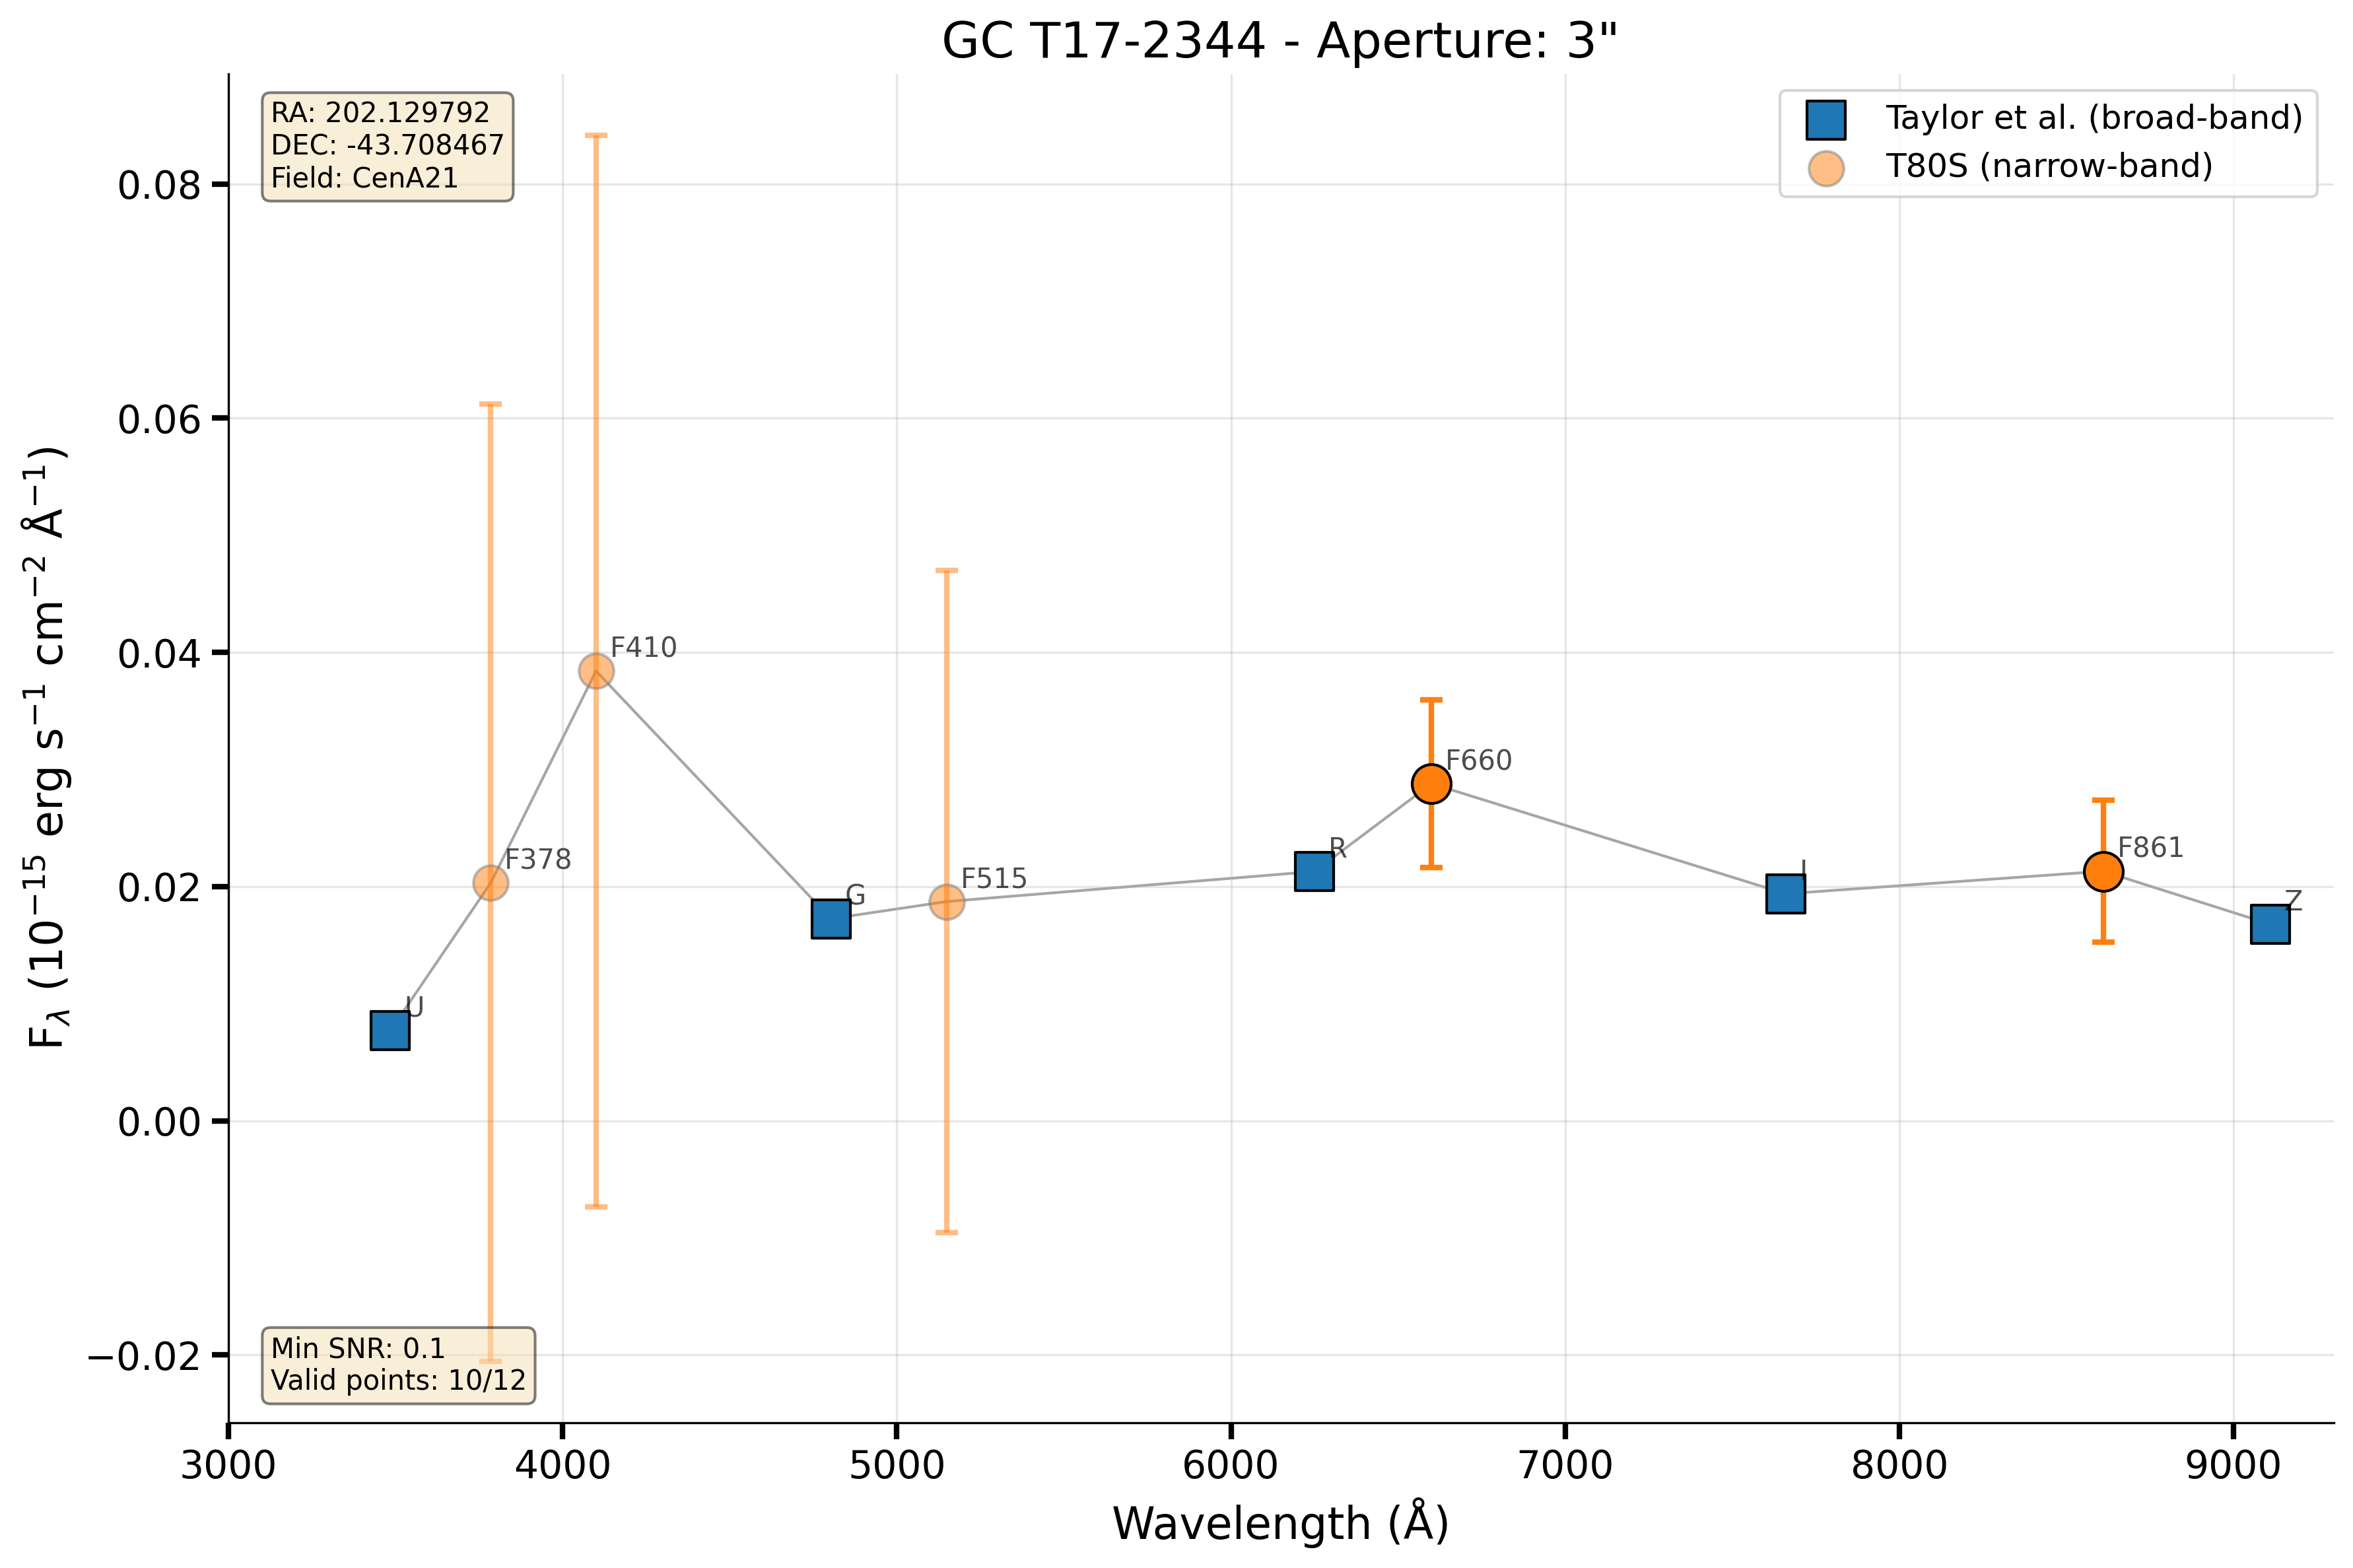 GC T17-2344 - Aperture: 3"
RA: 202.129792
DEC: -43.708467
Field: CenA21
Taylor et al. (broad-band)
T80S (narrow-band)
0.08
0.06
0.04
0.02
0.00
−0.02
F_λ (10⁻¹⁵ erg s⁻¹ cm⁻² Å⁻¹)
U
F378
F410
G
F515
R
F660
I
F861
Z
Min SNR: 0.1
Valid points: 10/12
3000 4000 5000 6000 7000 8000 9000
Wavelength (Å)